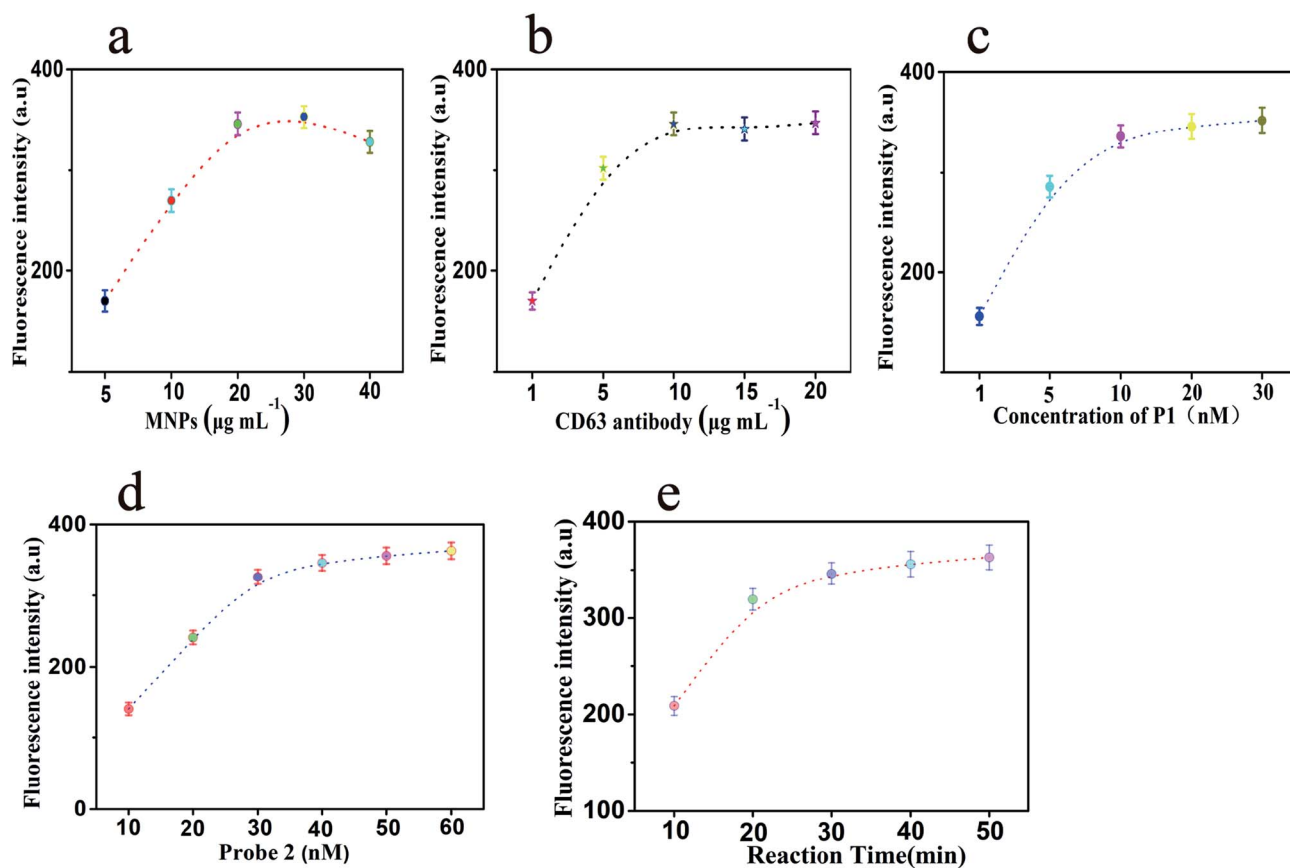 a
Fluorescence intensity (a.u)
400
200
5 10 20 30 40
MNPs (μg mL⁻¹)
b
Fluorescence intensity (a.u)
400
200
1 5 10 15 20
CD63 antibody (μg mL⁻¹)
c
Fluorescence intensity (a.u)
400
200
1 5 10 20 30
Concentration of P1（nM）
d
Fluorescence intensity (a.u)
400
200
0
10 20 30 40 50 60
Probe 2 (nM)
e
Fluorescence intensity (a.u)
400
300
200
100
10 20 30 40 50
Reaction Time(min)